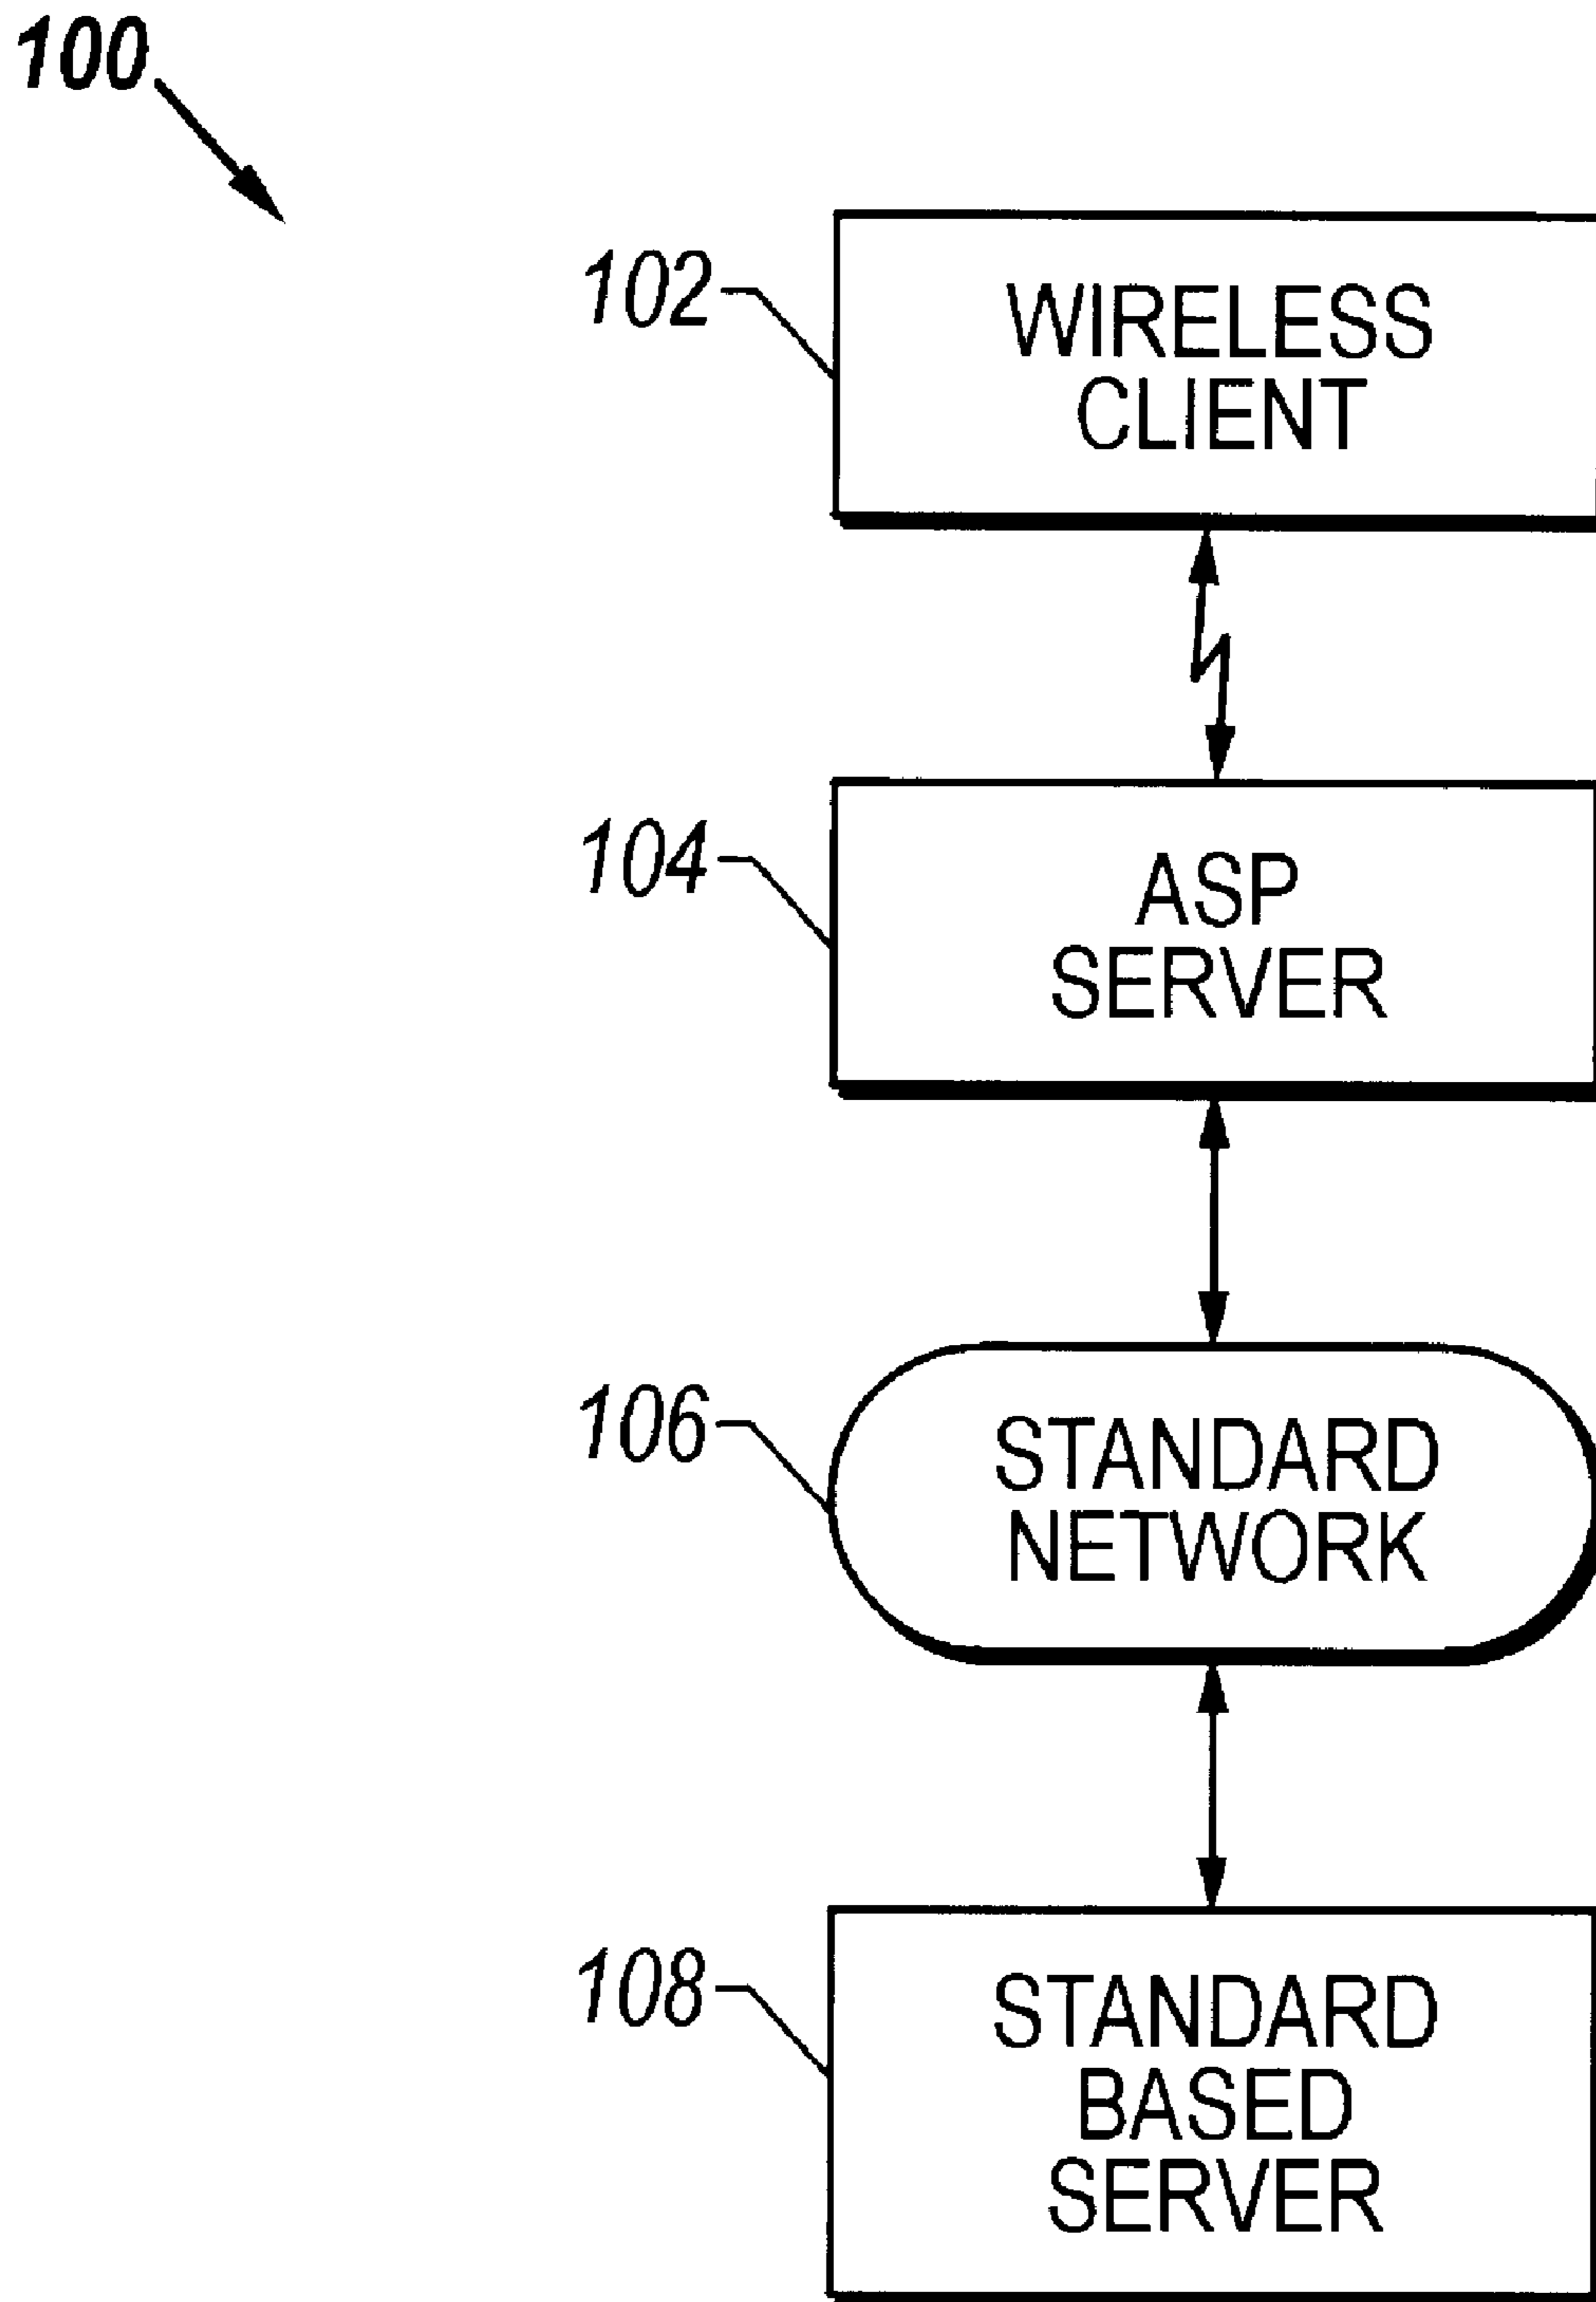 100
102
WIRELESS
CLIENT
104
ASP
SERVER
106
STANDARD
NETWORK
108
STANDARD
BASED
SERVER